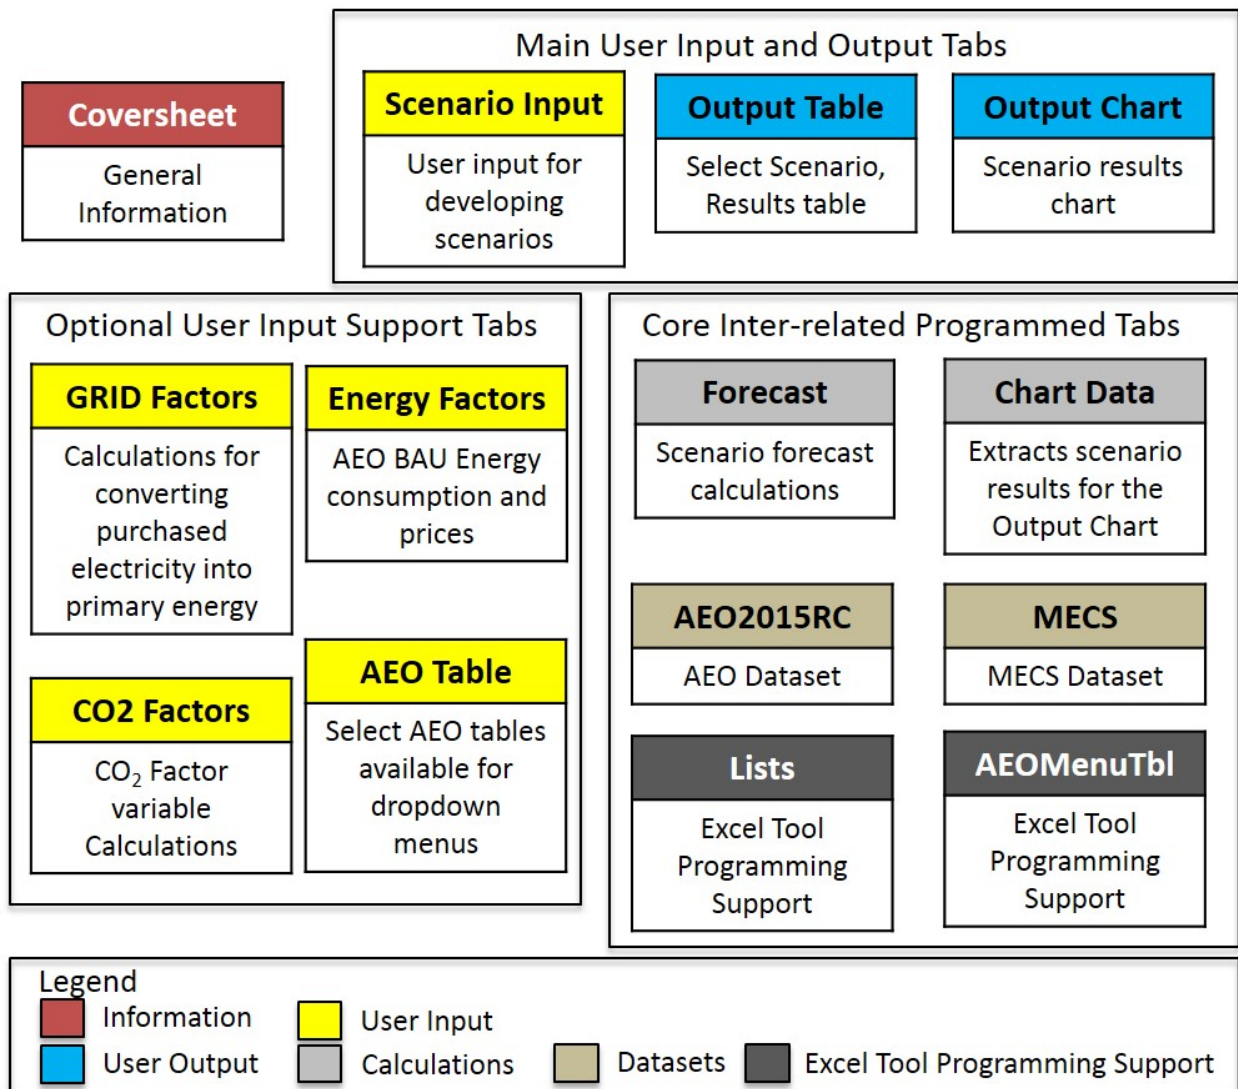 Main User Input and Output Tabs
Coversheet
General
Information
Scenario Input
User input for
developing
scenarios
Output Table
Select Scenario,
Results table
Output Chart
Scenario results
chart
Optional User Input Support Tabs
GRID Factors
Calculations for
converting
purchased
electricity into
primary energy
Energy Factors
AEO BAU Energy
consumption and
prices
CO2 Factors
CO₂ Factor
variable
Calculations
AEO Table
Select AEO tables
available for
dropdown
menus
Core Inter-related Programmed Tabs
Forecast
Scenario forecast
calculations
Chart Data
Extracts scenario
results for the
Output Chart
AEO2015RC
AEO Dataset
MECS
MECS Dataset
Lists
Excel Tool
Programming
Support
AEOMenuTbl
Excel Tool
Programming
Support
Legend
Information
User Input
User Output
Calculations
Datasets
Excel Tool Programming Support